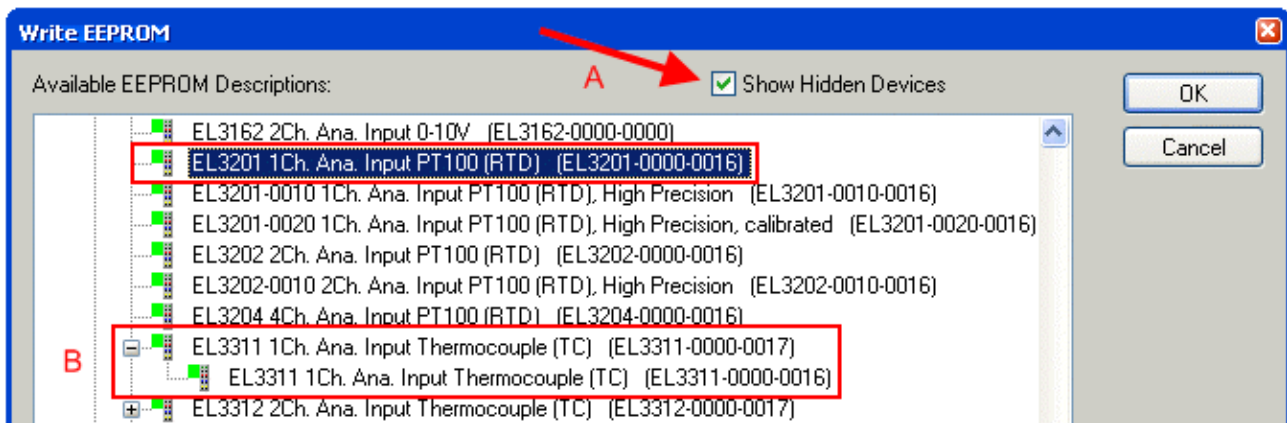 Write EEPROM
Available EEPROM Descriptions:
A
Show Hidden Devices
OK
Cancel
EL3162 2Ch. Ana. Input 0-10V (EL3162-0000-0000)
EL3201 1Ch. Ana. Input PT100 (RTD) (EL3201-0000-0016)
EL3201-0010 1Ch. Ana. Input PT100 (RTD), High Precision (EL3201-0010-0016)
EL3201-0020 1Ch. Ana. Input PT100 (RTD), High Precision, calibrated (EL3201-0020-0016)
EL3202 2Ch. Ana. Input PT100 (RTD) (EL3202-0000-0016)
EL3202-0010 2Ch. Ana. Input PT100 (RTD), High Precision (EL3202-0010-0016)
EL3204 4Ch. Ana. Input PT100 (RTD) (EL3204-0000-0016)
B
EL3311 1Ch. Ana. Input Thermocouple (TC) (EL3311-0000-0017)
EL3311 1Ch. Ana. Input Thermocouple (TC) (EL3311-0000-0016)
EL3312 2Ch. Ana. Input Thermocouple (TC) (EL3312-0000-0017)